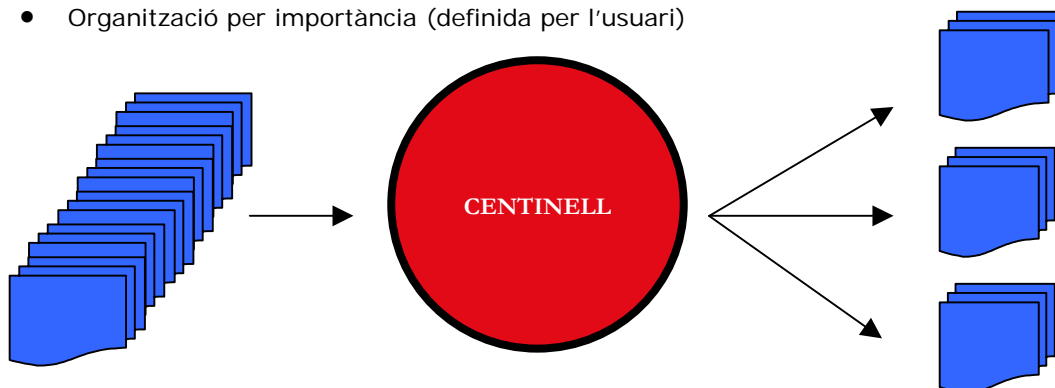 ● Organització per importància (definida per l'usuari)
CENTINELL